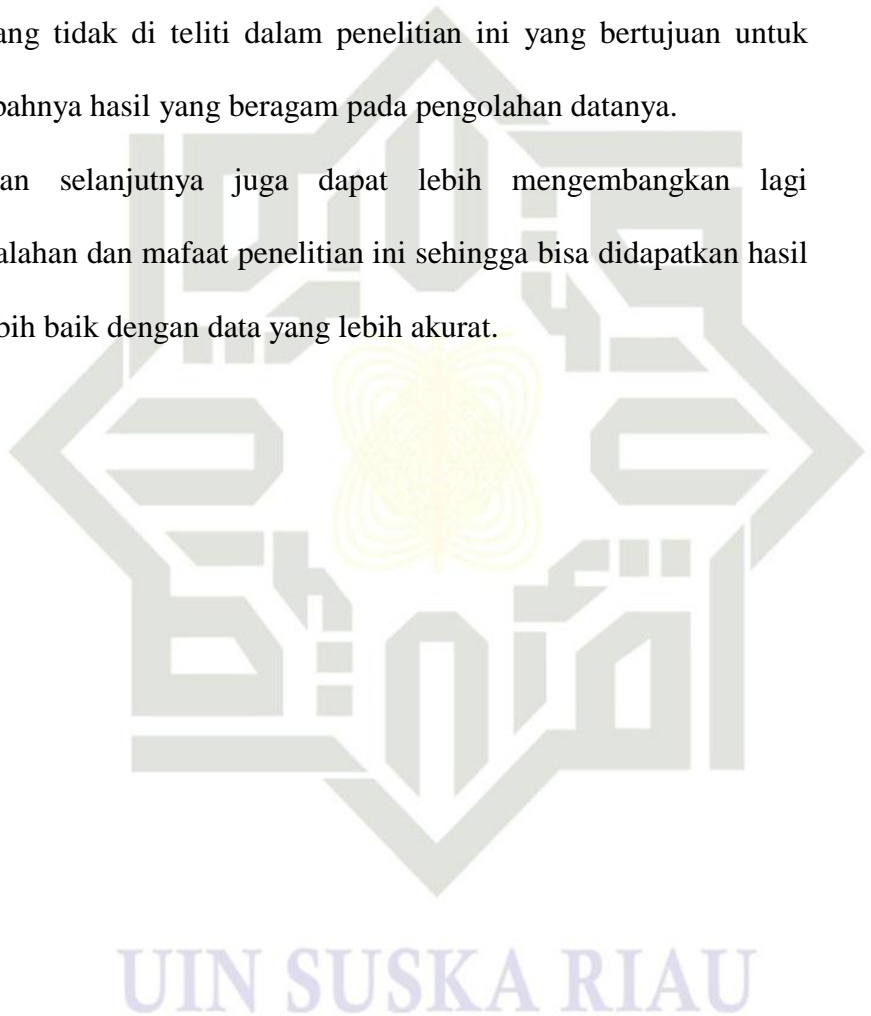 ang tidak di teliti dalam penelitian ini yang bertujuan untuk
bahnya hasil yang beragam pada pengolahan datanya.
an selanjutnya juga dapat lebih mengembangkan lagi
alahan dan mafaat penelitian ini sehingga bisa didapatkan hasil
bih baik dengan data yang lebih akurat.
UIN SUSKA RIAU